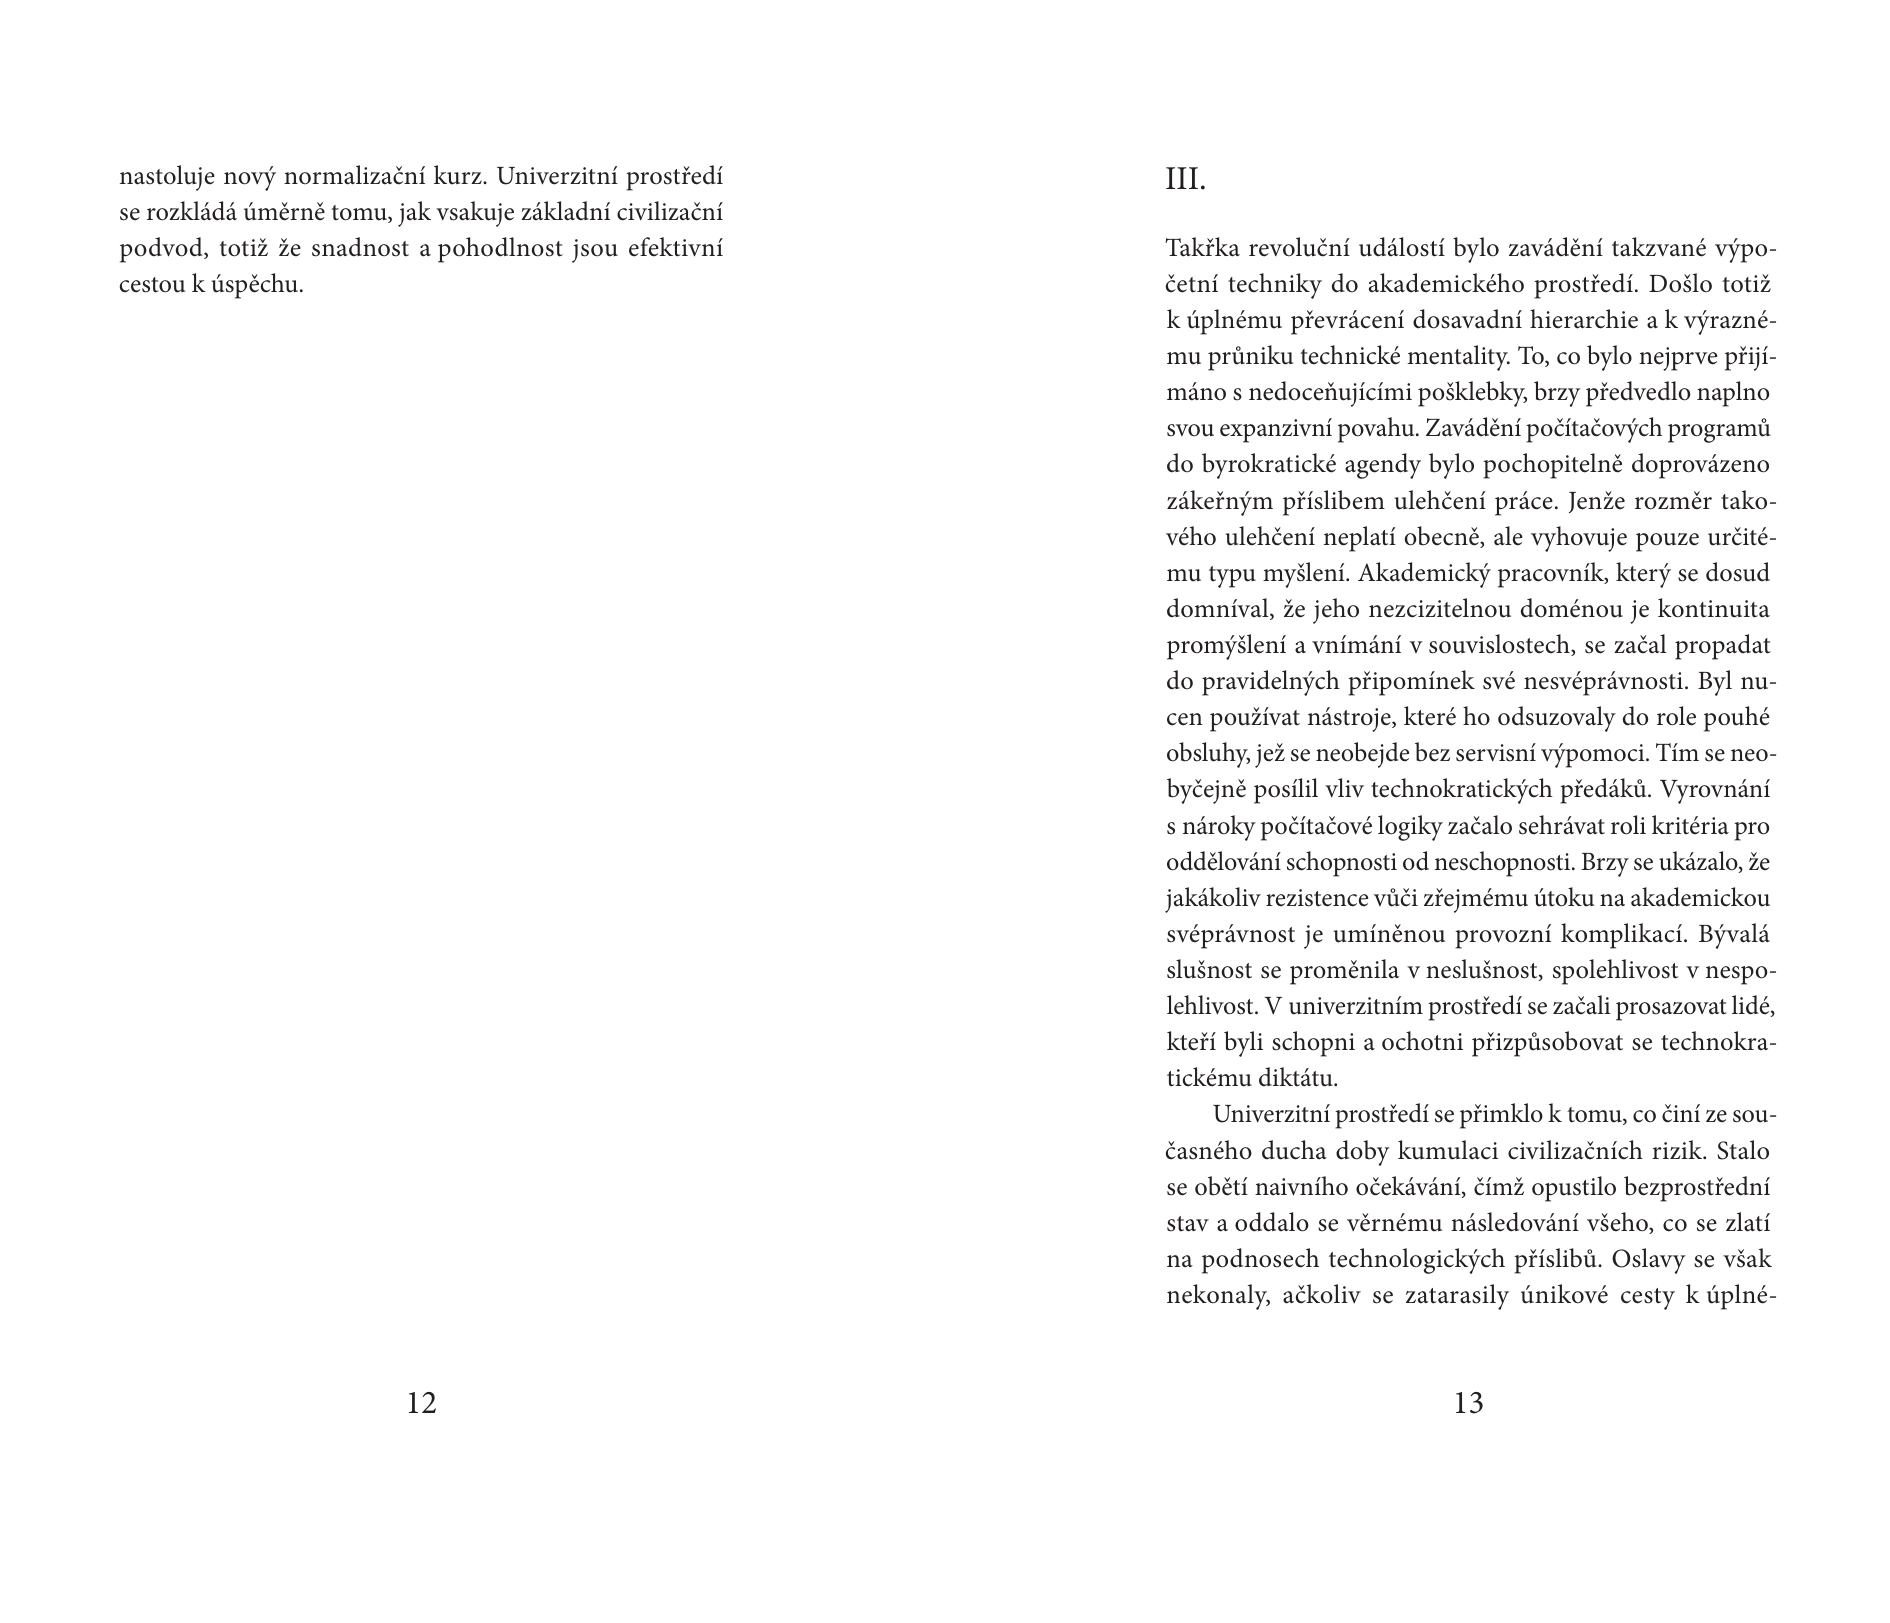 nastoluje nový normalizační kurz. Univerzitní prostředí
se rozkládá úměrně tomu, jak vsakuje základní civilizační
podvod, totiž že snadnost a pohodlnost jsou efektivní
cestou k úspěchu.
12
III.
Takřka revoluční událostí bylo zavádění takzvané výpo-
četní techniky do akademického prostředí. Došlo totiž
k úplnému převrácení dosavadní hierarchie a k výrazné-
mu průniku technické mentality. To, co bylo nejprve přijí-
máno s nedoceňujícími pošklebky, brzy předvedlo naplno
svou expanzivní povahu. Zavádění počítačových programů
do byrokratické agendy bylo pochopitelně doprovázeno
zákeřným příslibem ulehčení práce. Jenže rozměr tako-
vého ulehčení neplatí obecně, ale vyhovuje pouze určité-
mu typu myšlení. Akademický pracovník, který se dosud
domníval, že jeho nezcizitelnou doménou je kontinuita
promýšlení a vnímání v souvislostech, se začal propadat
do pravidelných připomínek své nesvéprávnosti. Byl nu-
cen používat nástroje, které ho odsuzovaly do role pouhé
obsluhy, jež se neobejde bez servisní výpomoci. Tím se neo-
byčejně posílil vliv technokratických předáků. Vyrovnání
s nároky počítačové logiky začalo sehrávat roli kritéria pro
oddělování schopnosti od neschopnosti. Brzy se ukázalo, že
jakákoliv rezistence vůči zřejmému útoku na akademickou
svéprávnost je umíněnou provozní komplikací. Bývalá
slušnost se proměnila v neslušnost, spolehlivost v nespo-
lehlivost. V univerzitním prostředí se začali prosazovat lidé,
kteří byli schopni a ochotni přizpůsobovat se technokra-
tickému diktátu.
Univerzitní prostředí se přimklo k tomu, co činí ze sou-
časného ducha doby kumulaci civilizačních rizik. Stalo
se obětí naivního očekávání, čímž opustilo bezprostřední
stav a oddalo se věrnému následování všeho, co se zlatí
na podnosech technologických příslibů. Oslavy se však
nekonaly, ačkoliv se zatarasily únikové cesty k úplné-
13